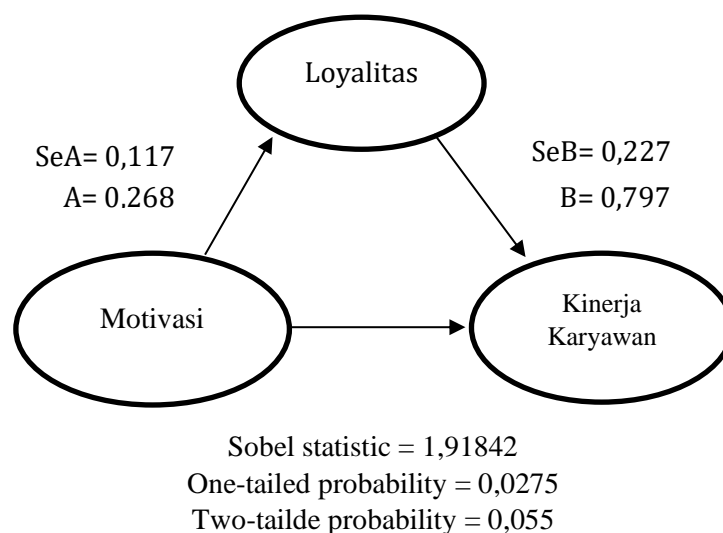 Loyalitas
SeA= 0,117
A= 0.268
SeB= 0,227
B= 0,797
Motivasi
Kinerja
Karyawan
Sobel statistic = 1,91842
One-tailed probability = 0,0275
Two-tailde probability = 0,055